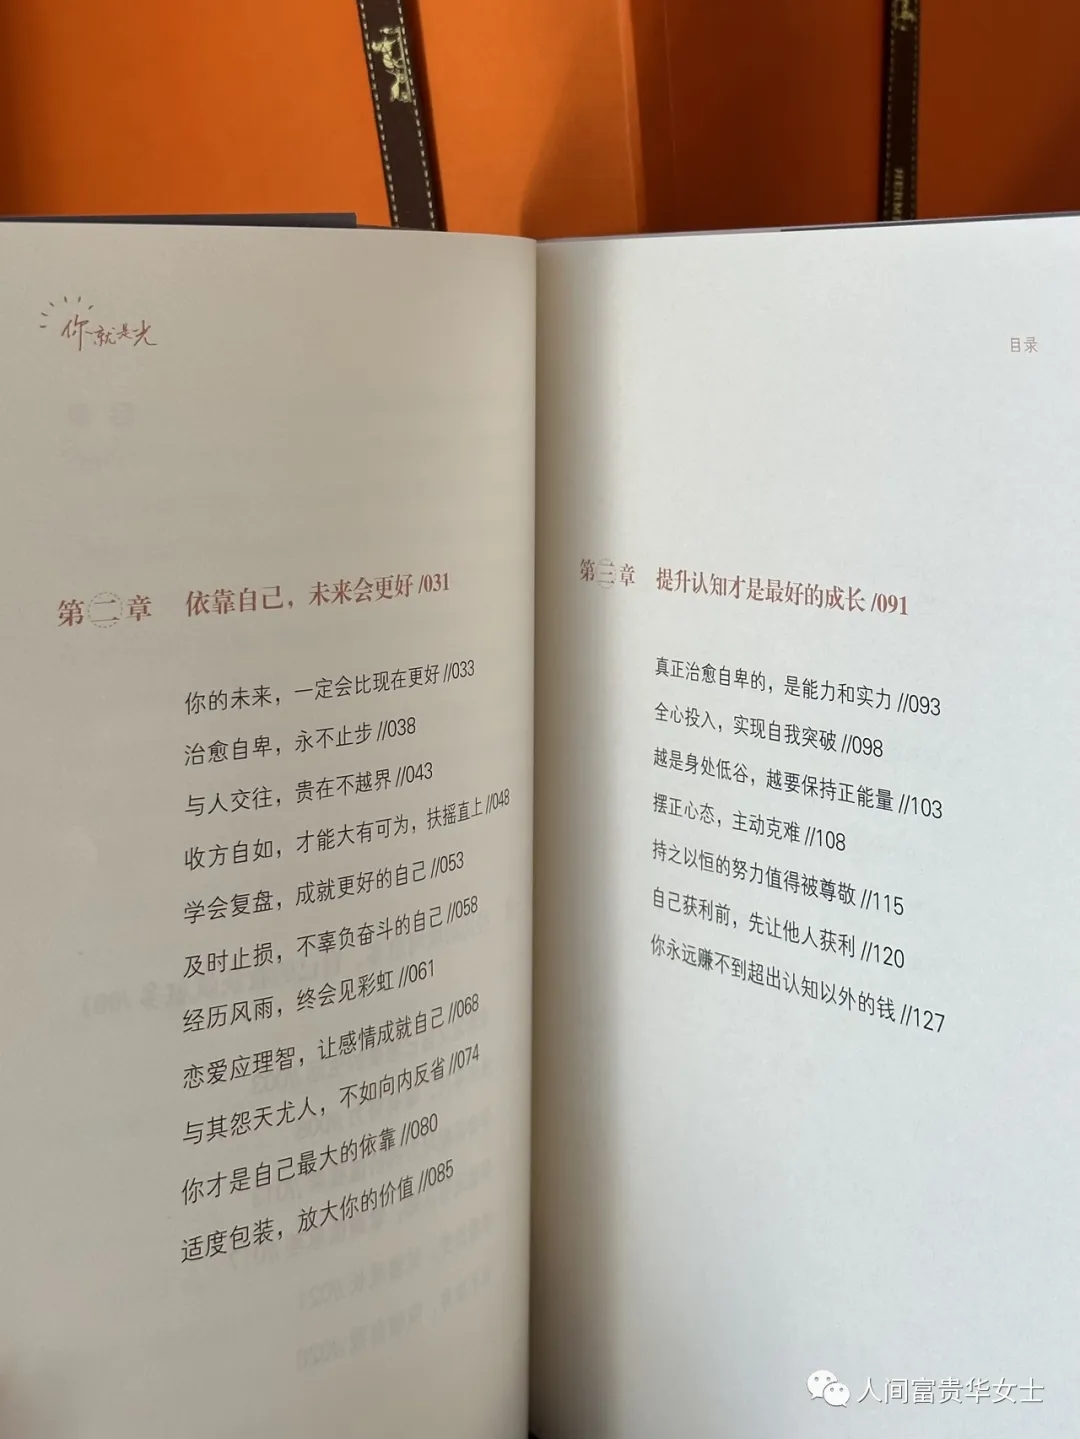 你就是光
第二章 依靠自己，未来会更好 /031
你的未来，一定会比现在更好 //033
治愈自卑，永不止步 //038
与人交往，贵在不越界 //043
收方自如，才能大有可为，扶摇直上 //048
学会复盘，成就更好的自己 //053
及时止损，不辜负奋斗的自己 //058
经历风雨，终会见彩虹 //061
恋爱应理智，让感情成就自己 //068
与其怨天尤人，不如向内反省 //074
你才是自己最大的依靠 //080
适度包装，放大你的价值 //085
目录
第三章 提升认知才是最好的成长 /091
真正治愈自卑的，是能力和实力 //093
全心投入，实现自我突破 //098
越是身处低谷，越要保持正能量 //103
摆正心态，主动克难 //108
持之以恒的努力值得被尊敬 //115
自己获利前，先让他人获利 //120
你永远赚不到超出认知以外的钱 //127
人间富贵华女士